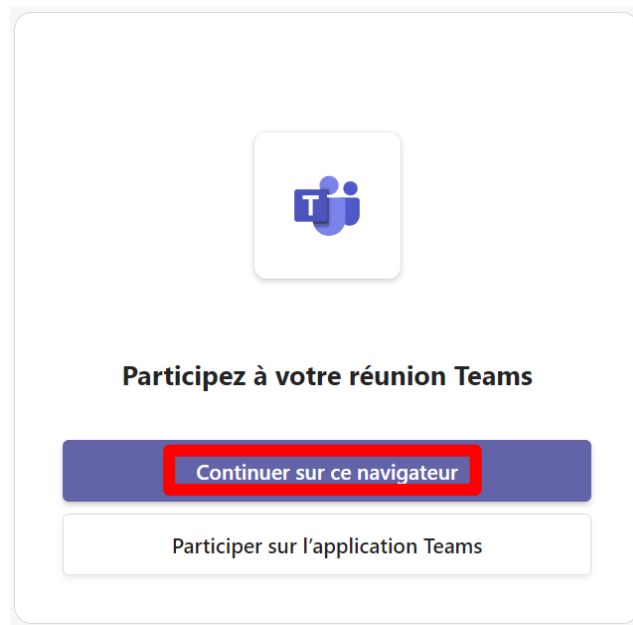 T
Participez à votre réunion Teams
Continuer sur ce navigateur
Participer sur l’application Teams